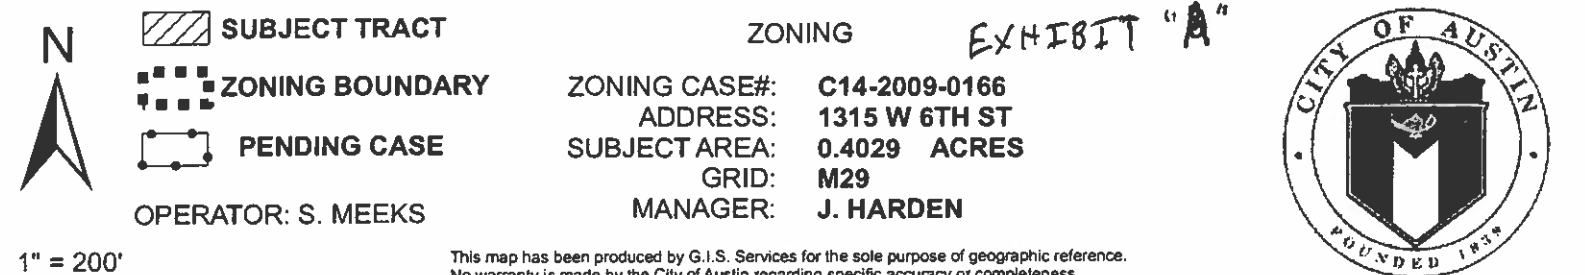 N
SUBJECT TRACT
ZONING BOUNDARY
PENDING CASE
OPERATOR: S. MEEKS
1" = 200'
ZONING
EXHIBIT "A"
ZONING CASE#: C14-2009-0166
ADDRESS: 1315 W 6TH ST
SUBJECT AREA: 0.4029 ACRES
GRID: M29
MANAGER: J. HARDEN
This map has been produced by G.I.S. Services for the sole purpose of geographic reference.
No warranty is made by the City of Austin regarding specific accuracy or completeness.
CITY OF AUSTIN
FOUNDED 1839